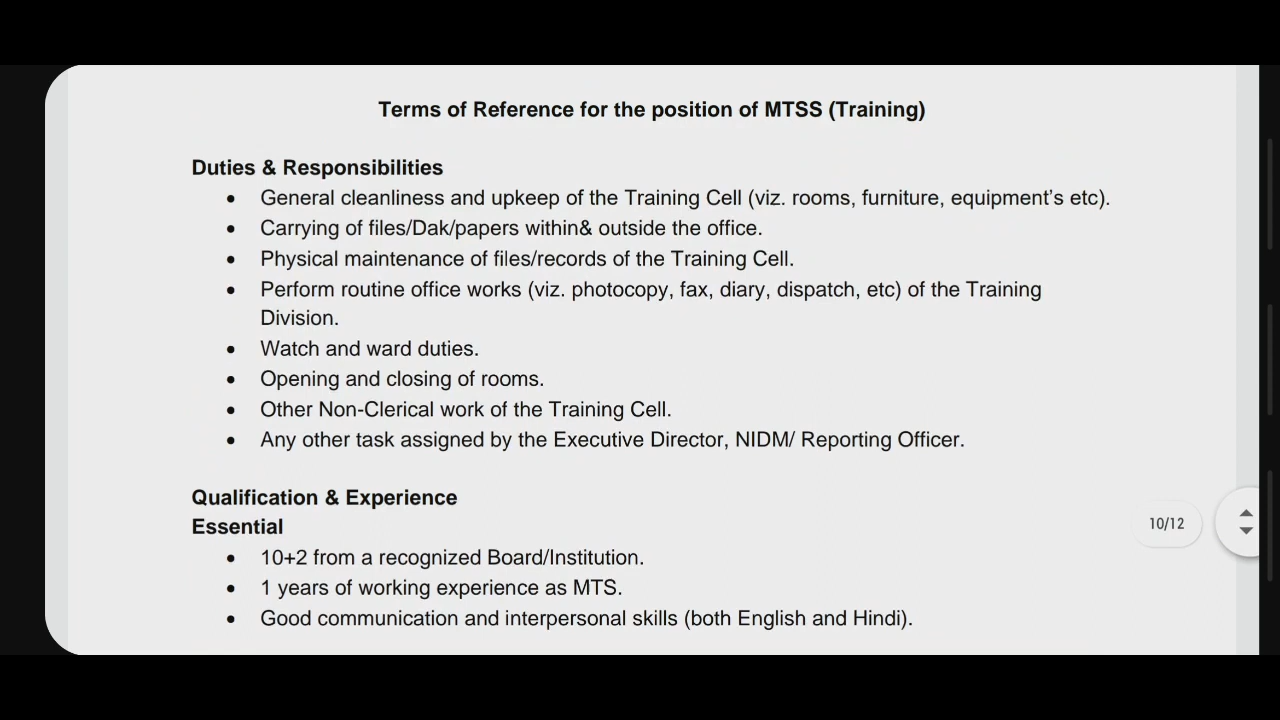 Terms of Reference for the position of MTSS (Training)
Duties & Responsibilities
• General cleanliness and upkeep of the Training Cell (viz. rooms, furniture, equipment's etc).
• Carrying of files/Dak/papers within& outside the office.
• Physical maintenance of files/records of the Training Cell.
• Perform routine office works (viz. photocopy, fax, diary, dispatch, etc) of the Training
Division.
• Watch and ward duties.
• Opening and closing of rooms.
• Other Non-Clerical work of the Training Cell.
• Any other task assigned by the Executive Director, NIDM/ Reporting Officer.
Qualification & Experience
Essential
10/12
• 10+2 from a recognized Board/Institution.
• 1 years of working experience as MTS.
• Good communication and interpersonal skills (both English and Hindi).